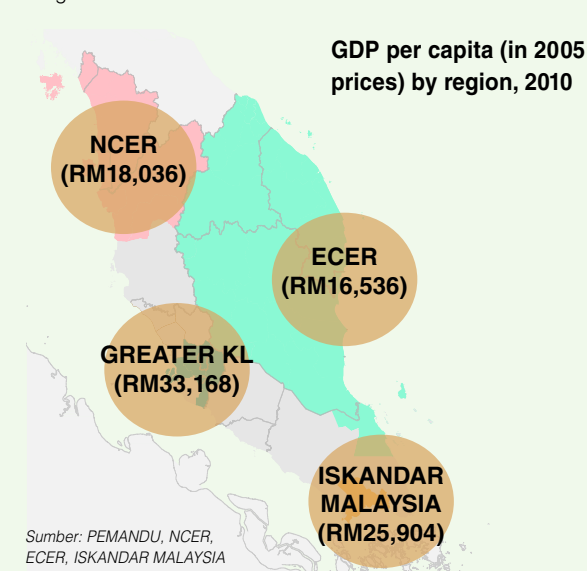 GDP per capita (in 2005
prices) by region, 2010
NCER
(RM18,036)
ECER
(RM16,536)
GREATER KL
(RM33,168)
ISKANDAR
MALAYSIA
(RM25,904)
Sumber: PEMANDU, NCER,
ECER, ISKANDAR MALAYSIA